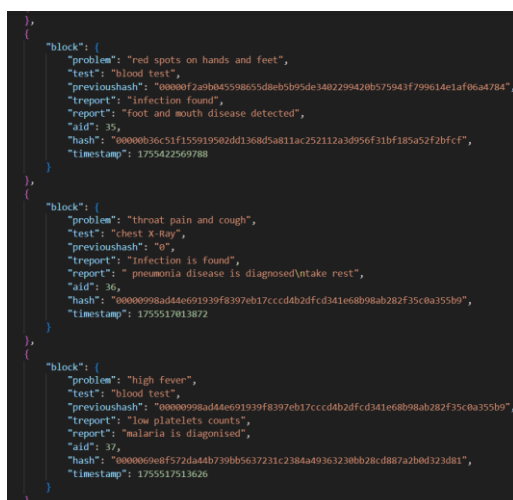 },
{
"block": {
"problem": "red spots on hands and feet",
"test": "blood test",
"previoushash": "00000f2a9b045598655d8eb5b95de3402299420b575943f799614e1af06a4784",
"treport": "infection found",
"report": "foot and mouth disease detected",
"aid": 35,
"hash": "00000b36c51f155919502dd1368d5a811ac252112a3d956f31bf185a52f2bfcf",
"timestamp": 1755422569788
}
},
{
"block": {
"problem": "throat pain and cough",
"test": "chest X-Ray",
"previoushash": "0",
"treport": "Infection is found",
"report": " pneumonia disease is diagnosed\ntake rest",
"aid": 36,
"hash": "00000998ad44e691939f8397eb17cccd4b2dfcd341e68b98ab282f35c0a355b9",
"timestamp": 1755517013872
}
},
{
"block": {
"problem": "high fever",
"test": "blood test",
"previoushash": "00000998ad44e691939f8397eb17cccd4b2dfcd341e68b98ab282f35c0a355b9",
"treport": "low platelets counts",
"report": "malaria is diagonised",
"aid": 37,
"hash": "0000069e8f572da44b739bb5637231c2384a49363230bb28cd887a2b0d323d81",
"timestamp": 1755517513626
}